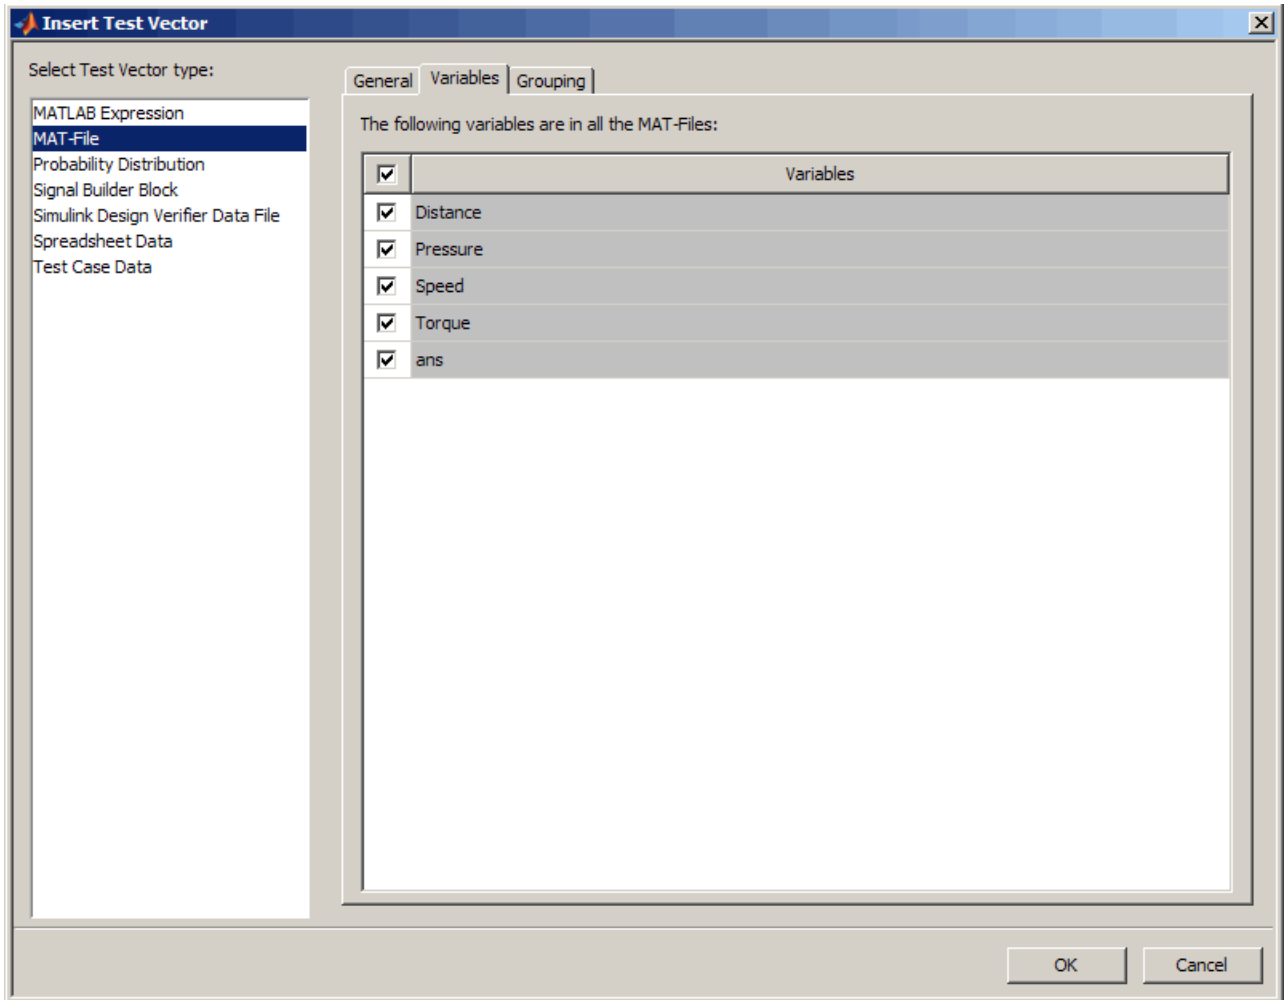 Insert Test Vector
Select Test Vector type:
MATLAB Expression
MAT-File
Probability Distribution
Signal Builder Block
Simulink Design Verifier Data File
Spreadsheet Data
Test Case Data
General Variables Grouping
The following variables are in all the MAT-Files:
Variables
Distance
Pressure
Speed
Torque
ans
OK Cancel